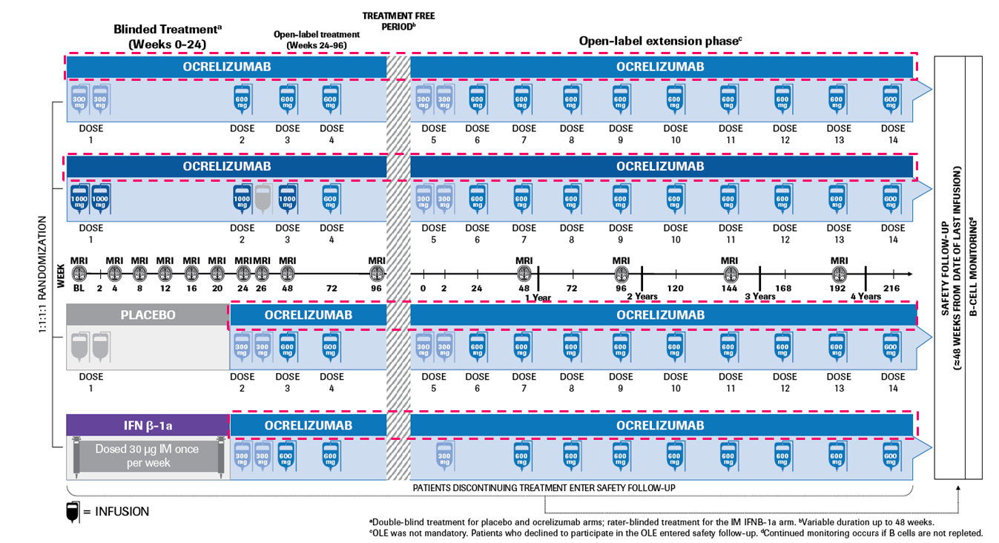 TREATMENT FREE
PERIODᵇ
Blinded Treatmentᵃ
(Weeks 0–24)
Open-label treatment
(Weeks 24–96)
Open-label extension phaseᶜ
OCRELIZUMAB OCRELIZUMAB
300 mg 300 mg 600 mg 600 mg 600 mg 300 mg 300 mg 600 mg 600 mg 600 mg 600 mg 600 mg 600 mg 600 mg 600 mg 600 mg
DOSE DOSE DOSE DOSE DOSE DOSE DOSE DOSE DOSE DOSE DOSE DOSE DOSE DOSE
1 2 3 4 5 6 7 8 9 10 11 12 13 14
OCRELIZUMAB OCRELIZUMAB
1000 mg 1000 mg 1000 mg 1000 mg 600 mg 300 mg 300 mg 600 mg 600 mg 600 mg 600 mg 600 mg 600 mg 600 mg 600 mg 600 mg
DOSE DOSE DOSE DOSE DOSE DOSE DOSE DOSE DOSE DOSE DOSE DOSE DOSE DOSE
1 2 3 4 5 6 7 8 9 10 11 12 13 14
1:1:1:1 RANDOMIZATION
WEEK
MRI MRI MRI MRI MRI MRI MRI MRI MRI MRI MRI MRI MRI MRI
BL 2 4 8 12 16 20 24 26 48 72 96 0 2 24 48 72 96 120 144 168 192 216
1 Year 2 Years 3 Years 4 Years
PLACEBO OCRELIZUMAB OCRELIZUMAB
300 mg 300 mg 600 mg 600 mg 300 mg 300 mg 600 mg 600 mg 600 mg 600 mg 600 mg 600 mg 600 mg 600 mg 600 mg
DOSE DOSE DOSE DOSE DOSE DOSE DOSE DOSE DOSE DOSE DOSE DOSE DOSE DOSE
1 2 3 4 5 6 7 8 9 10 11 12 13 14
IFN β-1a OCRELIZUMAB OCRELIZUMAB
Dosed 30 µg IM once
per week
300 mg 300 mg 600 mg 600 mg 300 mg 600 mg 600 mg 600 mg 600 mg 600 mg 600 mg 600 mg 600 mg
PATIENTS DISCONTINUING TREATMENT ENTER SAFETY FOLLOW-UP
SAFETY FOLLOW-UP
(≈48 WEEKS FROM DATE OF LAST INFUSION)
B-CELL MONITORINGᵈ
= INFUSION
ᵃDouble-blind treatment for placebo and ocrelizumab arms; rater-blinded treatment for the IM IFNB-1a arm. ᵇVariable duration up to 48 weeks.
ᶜOLE was not mandatory. Patients who declined to participate in the OLE entered safety follow-up. ᵈContinued monitoring occurs if B cells are not repleted.